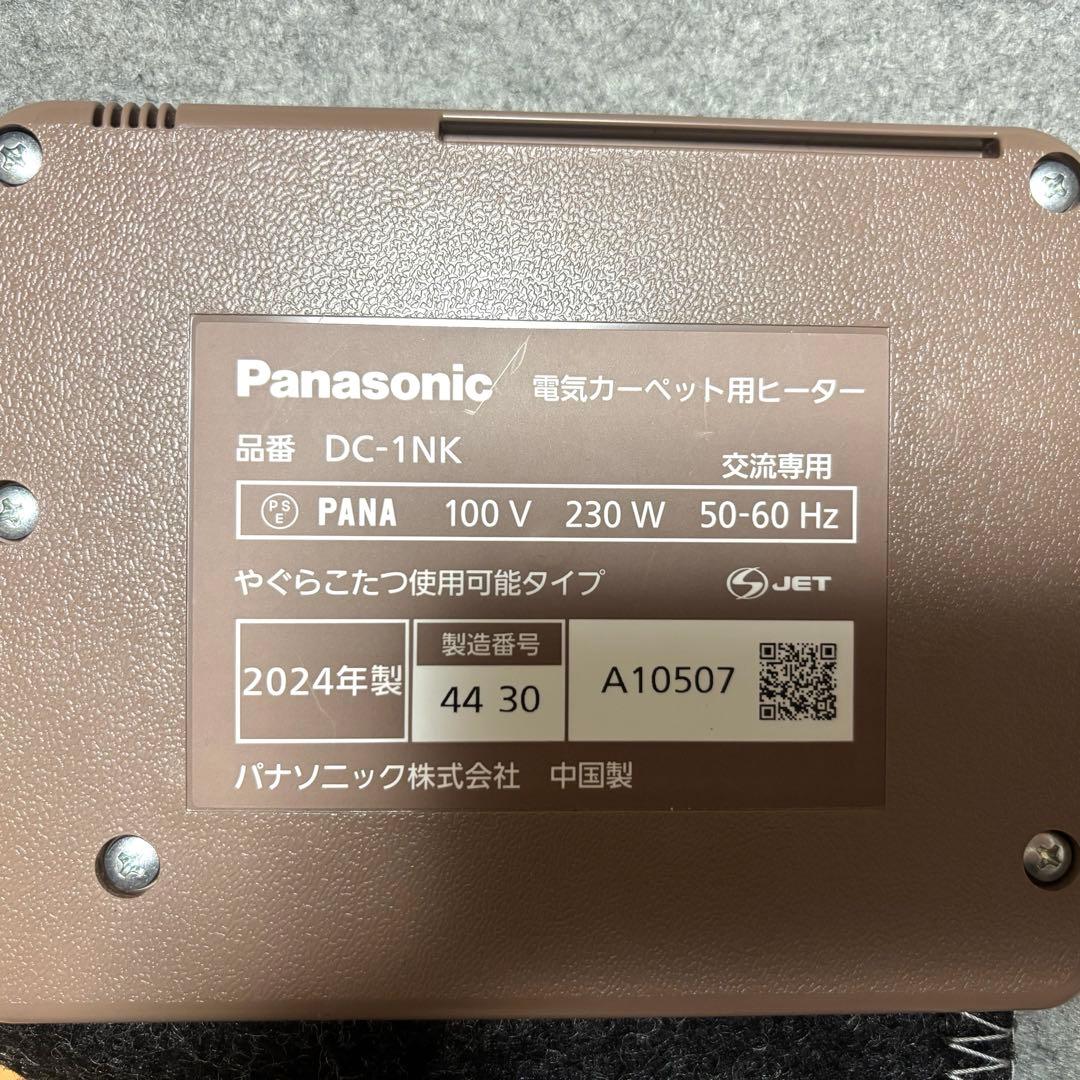 Panasonic 電気カーペット用ヒーター
品番 DC-1NK 交流専用
PSE PANA 100 V 230 W 50-60 Hz
やぐらこたつ使用可能タイプ S JET
2024年製 製造番号 44 30 A10507
パナソニック株式会社 中国製